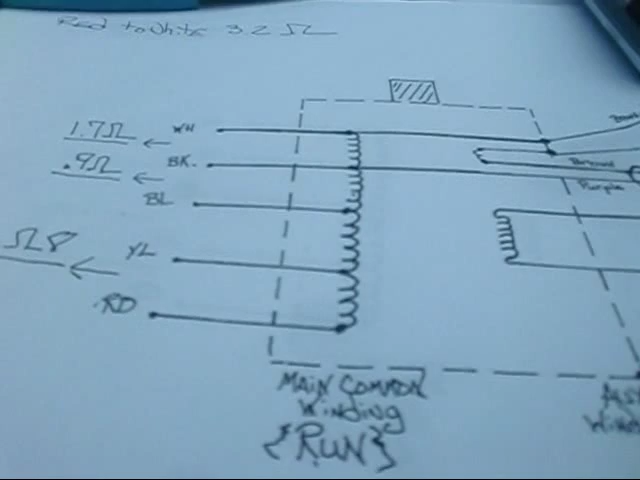 Red to White 3.2 Ω
1.7Ω ← WH
.9Ω ← BK.
BL
Brown
Purple
YL
RD
MAIN COMMON
Winding
{RUN}